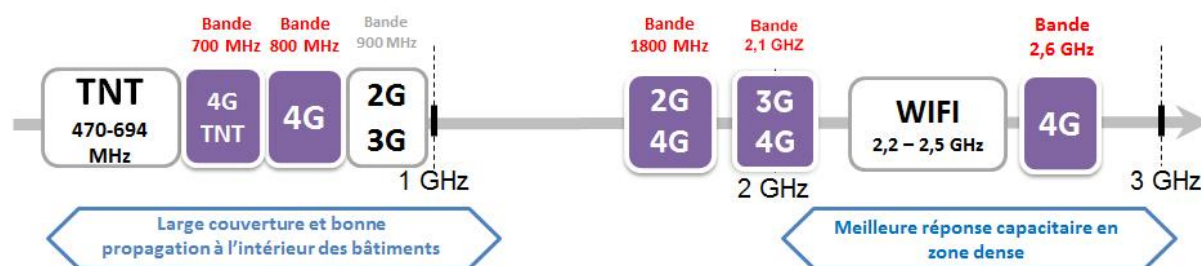 Bande
700 MHz
Bande
800 MHz
Bande
900 MHz
Bande
1800 MHz
Bande
2,1 GHZ
Bande
2,6 GHz
TNT
470-694
MHz
4G
TNT
4G
2G
3G
2G
4G
3G
4G
WIFI
2,2 – 2,5 GHz
4G
1 GHz
2 GHz
3 GHz
Large couverture et bonne
propagation à l'intérieur des bâtiments
Meilleure réponse capacitaire en
zone dense